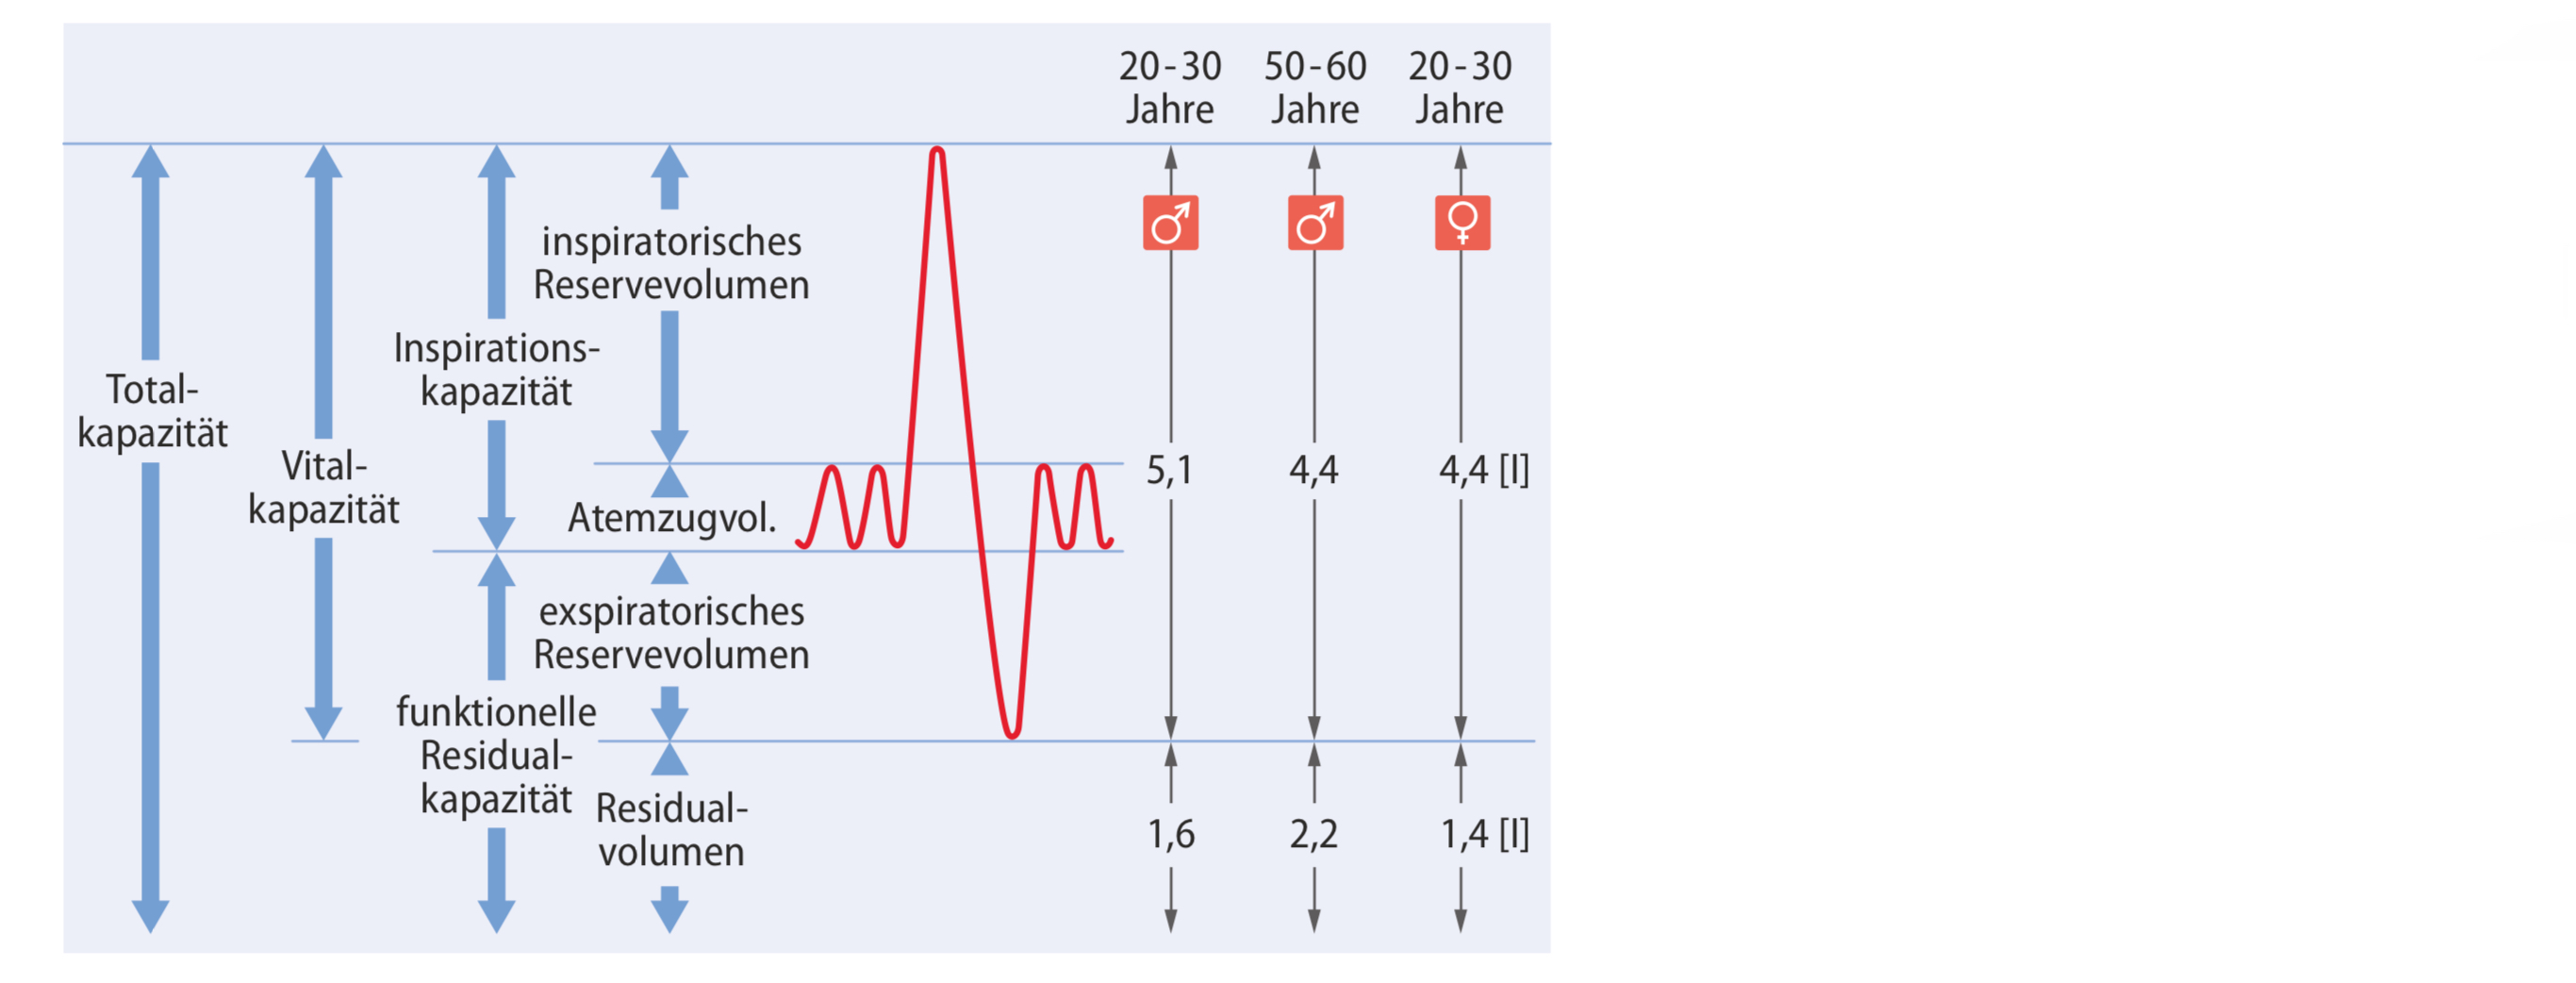 20-30
Jahre
50-60
Jahre
20-30
Jahre
Total-
kapazität
Vital-
kapazität
Inspirations-
kapazität
funktionelle
Residual-
kapazität
inspiratorisches
Reservevolumen
Atemzugvol.
exspiratorisches
Reservevolumen
Residual-
volumen
♂
♂
♀
5,1
4,4
4,4 [l]
1,6
2,2
1,4 [l]